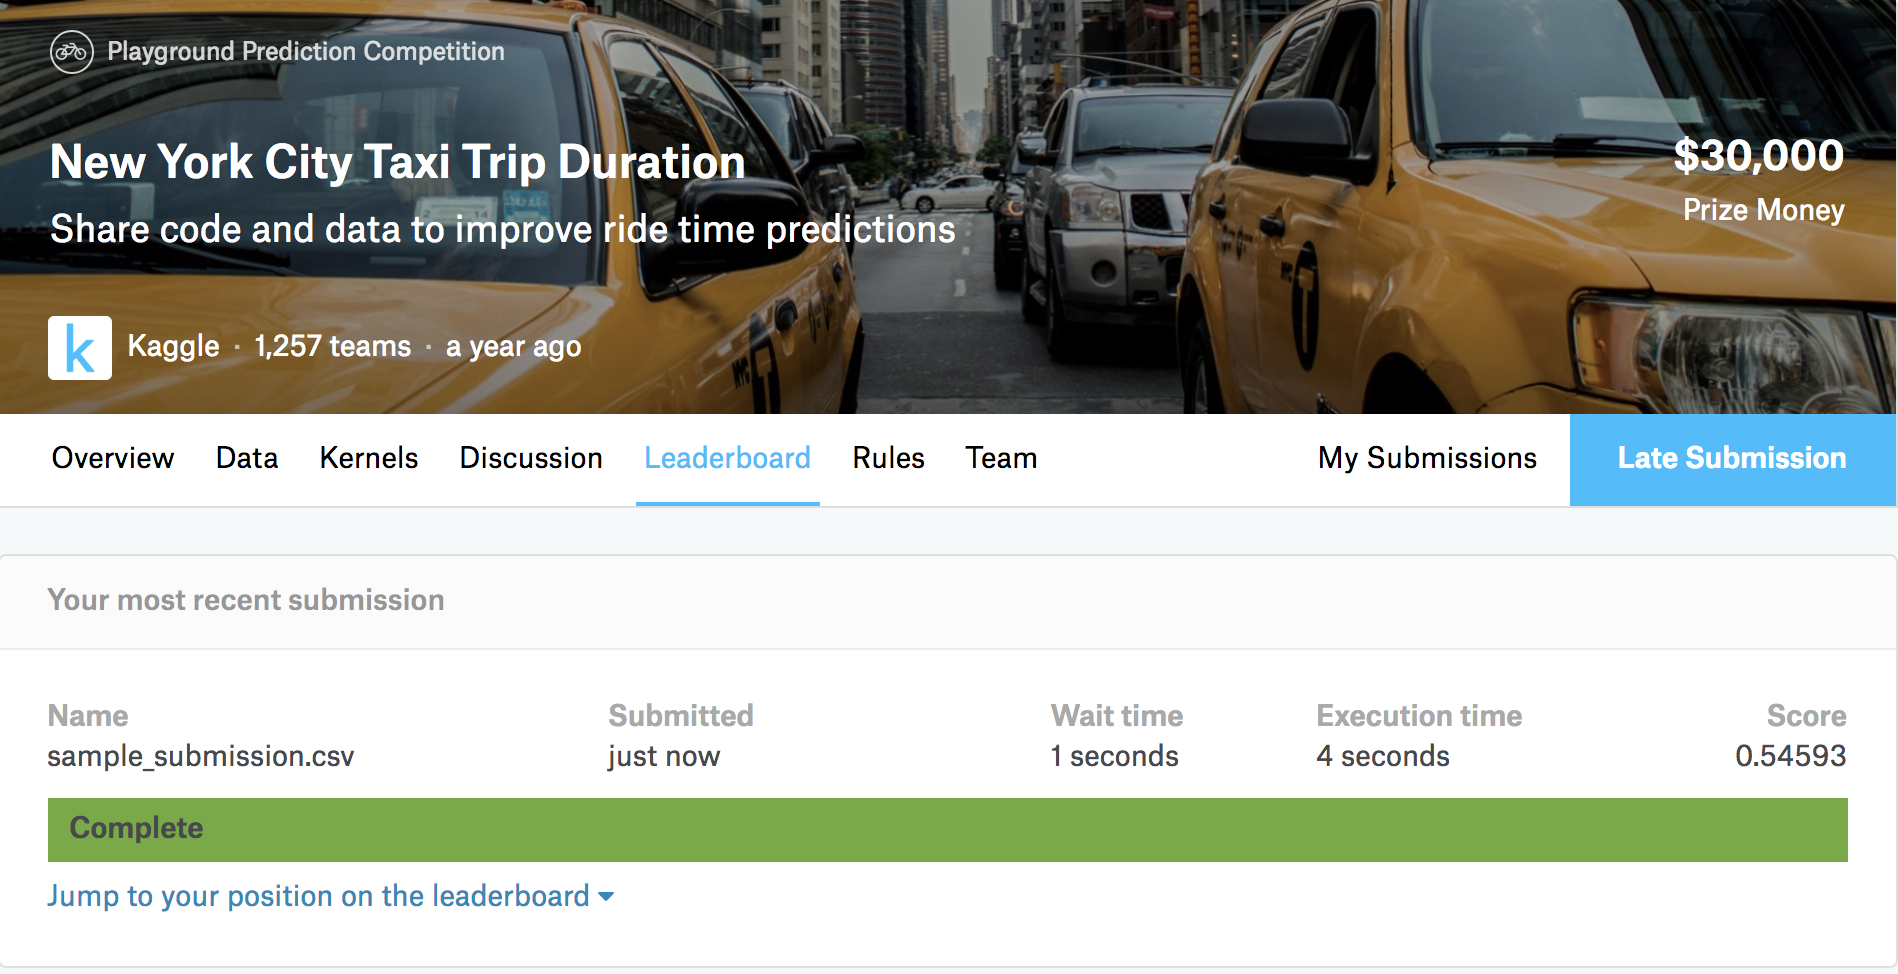 Playground Prediction Competition
New York City Taxi Trip Duration
$30,000
Share code and data to improve ride time predictions
Prize Money
k
Kaggle · 1,257 teams · a year ago
NYC T
NYC T
Overview Data Kernels Discussion Leaderboard Rules Team My Submissions Late Submission
Your most recent submission
Name Submitted Wait time Execution time Score
sample_submission.csv just now 1 seconds 4 seconds 0.54593
Complete
Jump to your position on the leaderboard